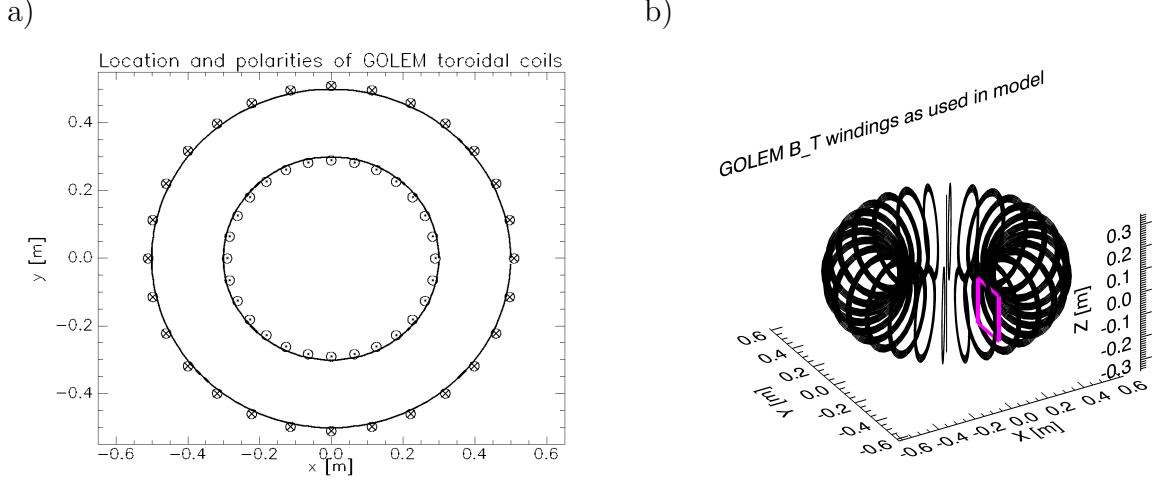 a)
Location and polarities of GOLEM toroidal coils
0.4
0.2
0.0
−0.2
−0.4
y [m]
−0.6 −0.4 −0.2 0.0 0.2 0.4 0.6
x [m]
b)
GOLEM B_T windings as used in model
0.3
0.2
0.1
0.0
-0.1
-0.2
-0.3
Z [m]
0.6
0.4
0.2
0.0
-0.2
-0.4
-0.6
Y [m]
-0.6 -0.4 -0.2 0.0 0.2 0.4 0.6
X [m]